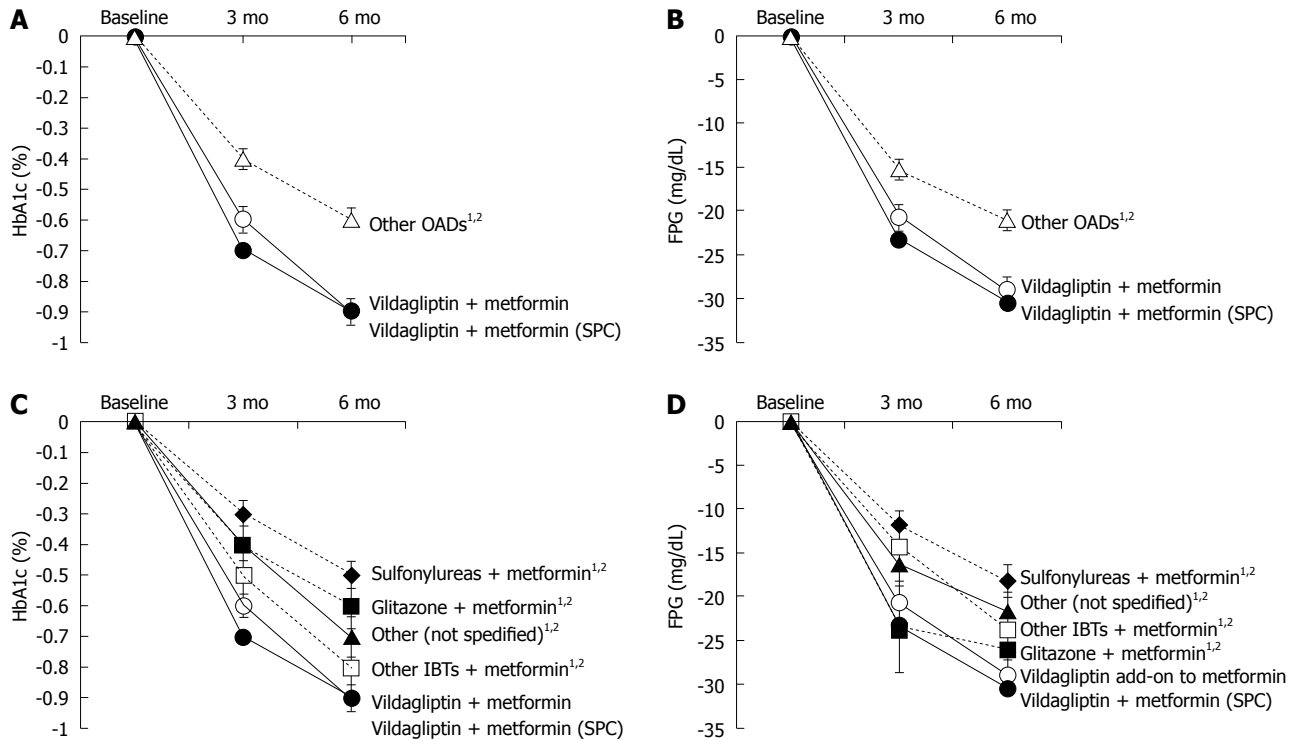 A
Baseline 3 mo 6 mo
0
-0.1
-0.2
-0.3
-0.4
-0.5
-0.6
-0.7
-0.8
-0.9
-1
HbA1c (%)
Other OADs1,2
Vildagliptin + metformin
Vildagliptin + metformin (SPC)
B
Baseline 3 mo 6 mo
0
-5
-10
-15
-20
-25
-30
-35
FPG (mg/dL)
Other OADs1,2
Vildagliptin + metformin
Vildagliptin + metformin (SPC)
C
Baseline 3 mo 6 mo
0
-0.1
-0.2
-0.3
-0.4
-0.5
-0.6
-0.7
-0.8
-0.9
-1
HbA1c (%)
Sulfonylureas + metformin1,2
Glitazone + metformin1,2
Other (not spedified)1,2
Other IBTs + metformin1,2
Vildagliptin + metformin
Vildagliptin + metformin (SPC)
D
Baseline 3 mo 6 mo
0
-5
-10
-15
-20
-25
-30
-35
FPG (mg/dL)
Sulfonylureas + metformin1,2
Other (not spedified)1,2
Other IBTs + metformin1,2
Glitazone + metformin1,2
Vildagliptin add-on to metformin
Vildagliptin + metformin (SPC)